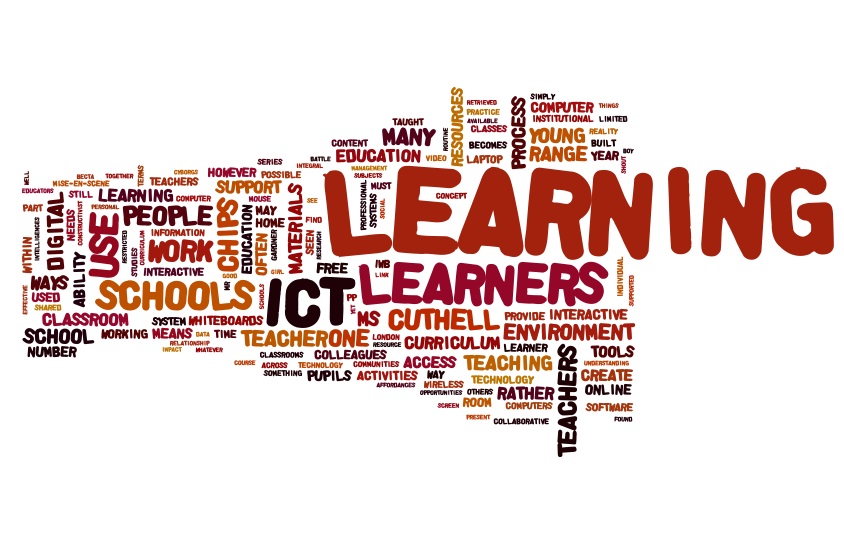 LEARNING
LEARNERS
ICT
SCHOOLS
USE
WORK
PEOPLE
DIGITAL
CHIPS
MATERIALS
SUPPORT
EDUCATION
MANY
TAUGHT
CONTENT
BATTLE
INTEGRAL
SERIES
POSSIBLE
HOWEVER
CYBORGS
TEACHERS
TERMS
TOGETHER
BECTA
MISE-EN-SCENE
WELL
EDUCATORS
STILL
LEARNING
COMPUTER
PART
INTELLIGENCES
NEEDS
CONSTRUCTIVIST
PERSONAL
WITHIN
ABILITY
RESTRICTED
STUDIES
CURRICULUM
INFORMATION
INTERACTIVE
MOUSE
MAY
HOME
EDUCATION
OFTEN
GARDNER
GIRL
GOOD
MR
SEE
FIND
SEEN
RESEARCH
FREE
WAYS
USED
SHARED
EFFECTIVE
CLASSROOM
SCHOOL
NUMBER
WORKING
SYSTEM
MEANS
WHITEBOARDS
DATA
TIME
RELATIONSHIP
IMPACT
WHATEVER
SCHOOLS
TEACHER
ONE
PP
YET
MS
CUTHELL
LONDON
RESOURCE
CURRICULUM
CLASSROOMS
COLLEAGUES
COURSE
ACROSS
TECHNOLOGY
COMMUNITIES
SOMETHING
PUPILS
ACTIVITIES
AFFORDANCES
WAY
ACCESS
WIRELESS
OPPORTUNITIES
OTHERS
TEACHING
TECHNOLOGY
LEARNER
RATHER
SCREEN
ROOM
COMPUTERS
PRESENT
COLLABORATIVE
TEACHERS
PROVIDE
INTERACTIVE
ENVIRONMENT
TOOLS
UNDERSTANDING
CREATE
ONLINE
SOFTWARE
FOUND
INDIVIDUAL
SUPPORTED
IWB
LINK
VIDEO
MANAGEMENT
SUBJECTS
PROFESSIONAL
SYSTEMS
SOCIAL
MUST
CONCEPT
ROUTINE
RESOURCES
RETRIEVED
PRACTICE
AVAILABLE
CLASSES
BECOMES
LAPTOP
PROCESS
SIMPLY
COMPUTER
THINGS
INSTITUTIONAL
LIMITED
YOUNG
REALITY
RANGE
BUILT
YEAR
SHOUT
BOY